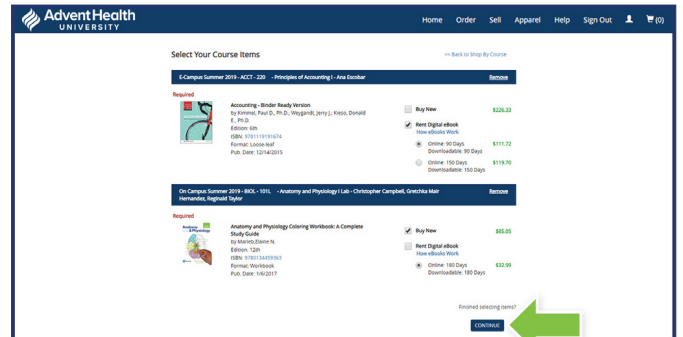 Advent Health
UNIVERSITY
Home Order Sell Apparel Help Sign Out (0)
Select Your Course Items
<< Back to Shop By Course
E-Campus Summer 2019 - ACCT - 220 - Principles of Accounting I - Ana Escobar Remove
Required
Accounting - Binder Ready Version
by Kimmel, Paul D., Ph.D.; Weygandt, Jerry J.; Kieso, Donald
E., Ph.D.
Edition: 6th
ISBN: 9781119191674
Format: Loose-leaf
Pub. Date: 12/14/2015
Buy New $226.33
Rent Digital eBook
How eBooks Work
Online: 90 Days $111.72
Downloadable: 90 Days
Online: 150 Days $119.70
Downloadable: 150 Days
On Campus Summer 2019 - BIOL - 101L - Anatomy and Physiology I Lab - Christopher Campbell, Gretchka Mair Remove
Hernandez, Reginald Taylor
Required
Anatomy
& Physiology
Anatomy and Physiology Coloring Workbook: A Complete
Study Guide
by Marieb,Elaine N.
Edition: 12th
ISBN: 9780134459363
Format: Workbook
Pub. Date: 1/6/2017
Buy New $85.05
Rent Digital eBook
How eBooks Work
Online: 180 Days $32.99
Downloadable: 180 Days
Finished selecting items?
CONTINUE